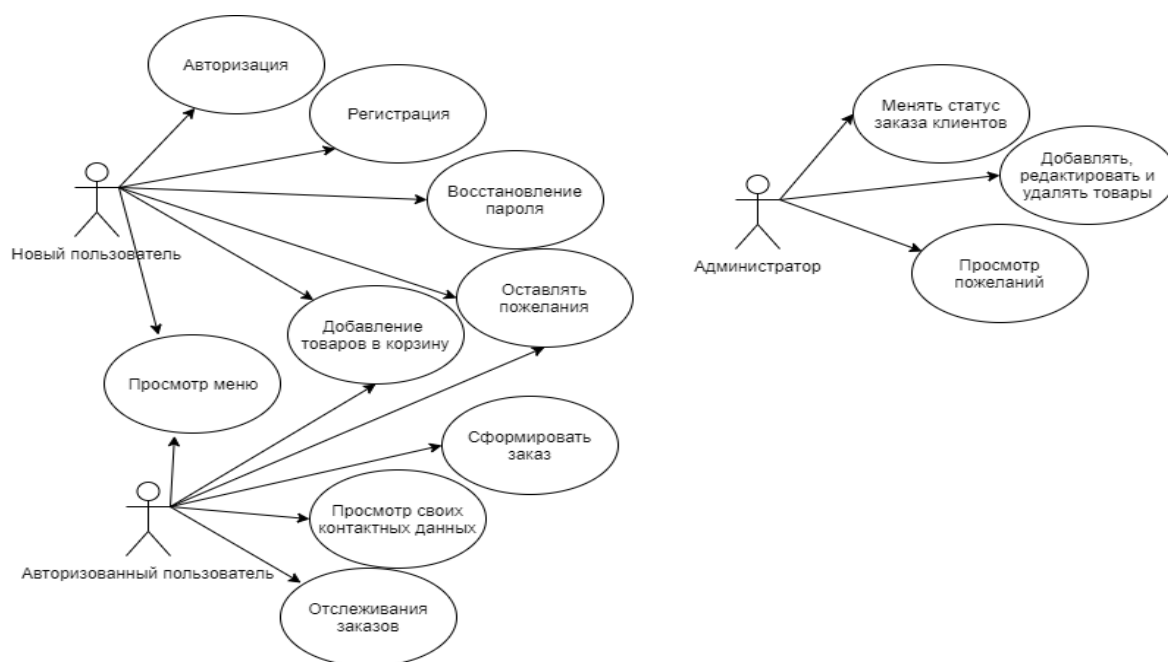 Авторизация
Регистрация
Восстановление
пароля
Новый пользователь
Оставлять
пожелания
Добавление
товаров в корзину
Просмотр меню
Сформировать
заказ
Просмотр своих
контактных данных
Авторизованный пользователь
Отслеживания
заказов
Менять статус
заказа клиентов
Добавлять,
редактировать и
удалять товары
Администратор
Просмотр
пожеланий